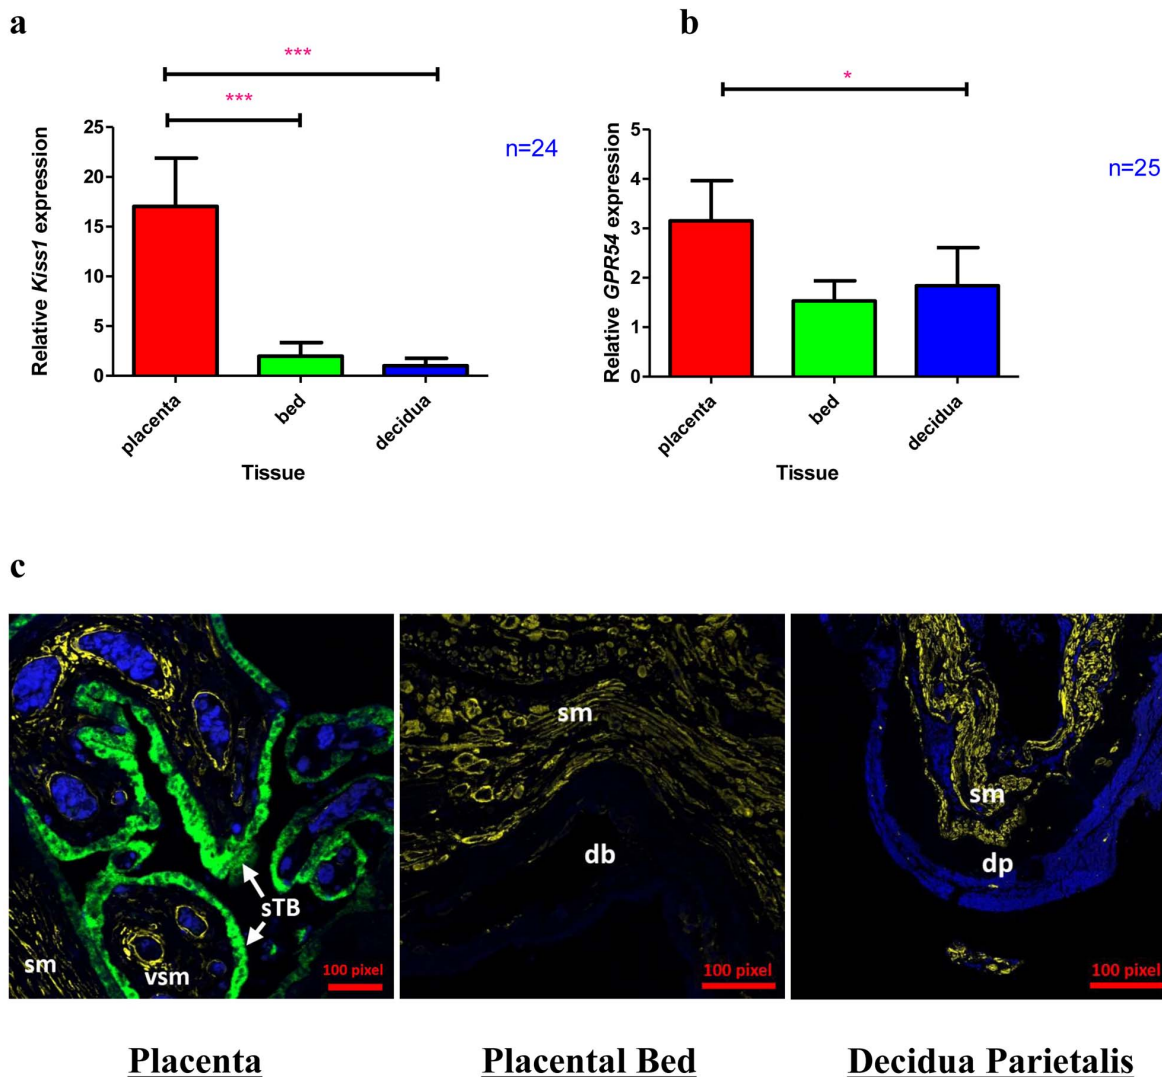 a
***
***
n=24
25
20
15
10
5
0
Relative Kiss1 expression
placenta
bed
decidua
Tissue
b
*
n=25
5
4
3
2
1
0
Relative GPR54 expression
placenta
bed
decidua
Tissue
c
sTB
sm
vsm
100 pixel
sm
db
100 pixel
sm
dp
100 pixel
Placenta
Placental Bed
Decidua Parietalis